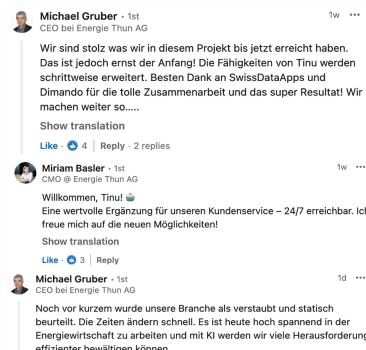 Michael Gruber · 1st
1w ···
CEO bei Energie Thun AG
Wir sind stolz was wir in diesem Projekt bis jetzt erreicht haben.
Das ist jedoch ernst der Anfang! Die Fähigkeiten von Tinu werden
schrittweise erweitert. Besten Dank an SwissDataApps und
Dimando für die tolle Zusammenarbeit und das super Resultat! Wir
machen weiter so.....
Show translation
Like · 4 | Reply · 2 replies
Miriam Basler · 1st
1w ···
CMO @ Energie Thun AG
Willkommen, Tinu! 🤖
Eine wertvolle Ergänzung für unseren Kundenservice – 24/7 erreichbar. Ich
freue mich auf die neuen Möglichkeiten!
Show translation
Like · 3 | Reply
Michael Gruber · 1st
1d ···
CEO bei Energie Thun AG
Noch vor kurzem wurde unsere Branche als verstaubt und statisch
beurteilt. Die Zeiten ändern schnell. Es ist heute hoch spannend in der
Energiewirtschaft zu arbeiten und mit KI werden wir viele Herausforderung
effizienter bewältigen können